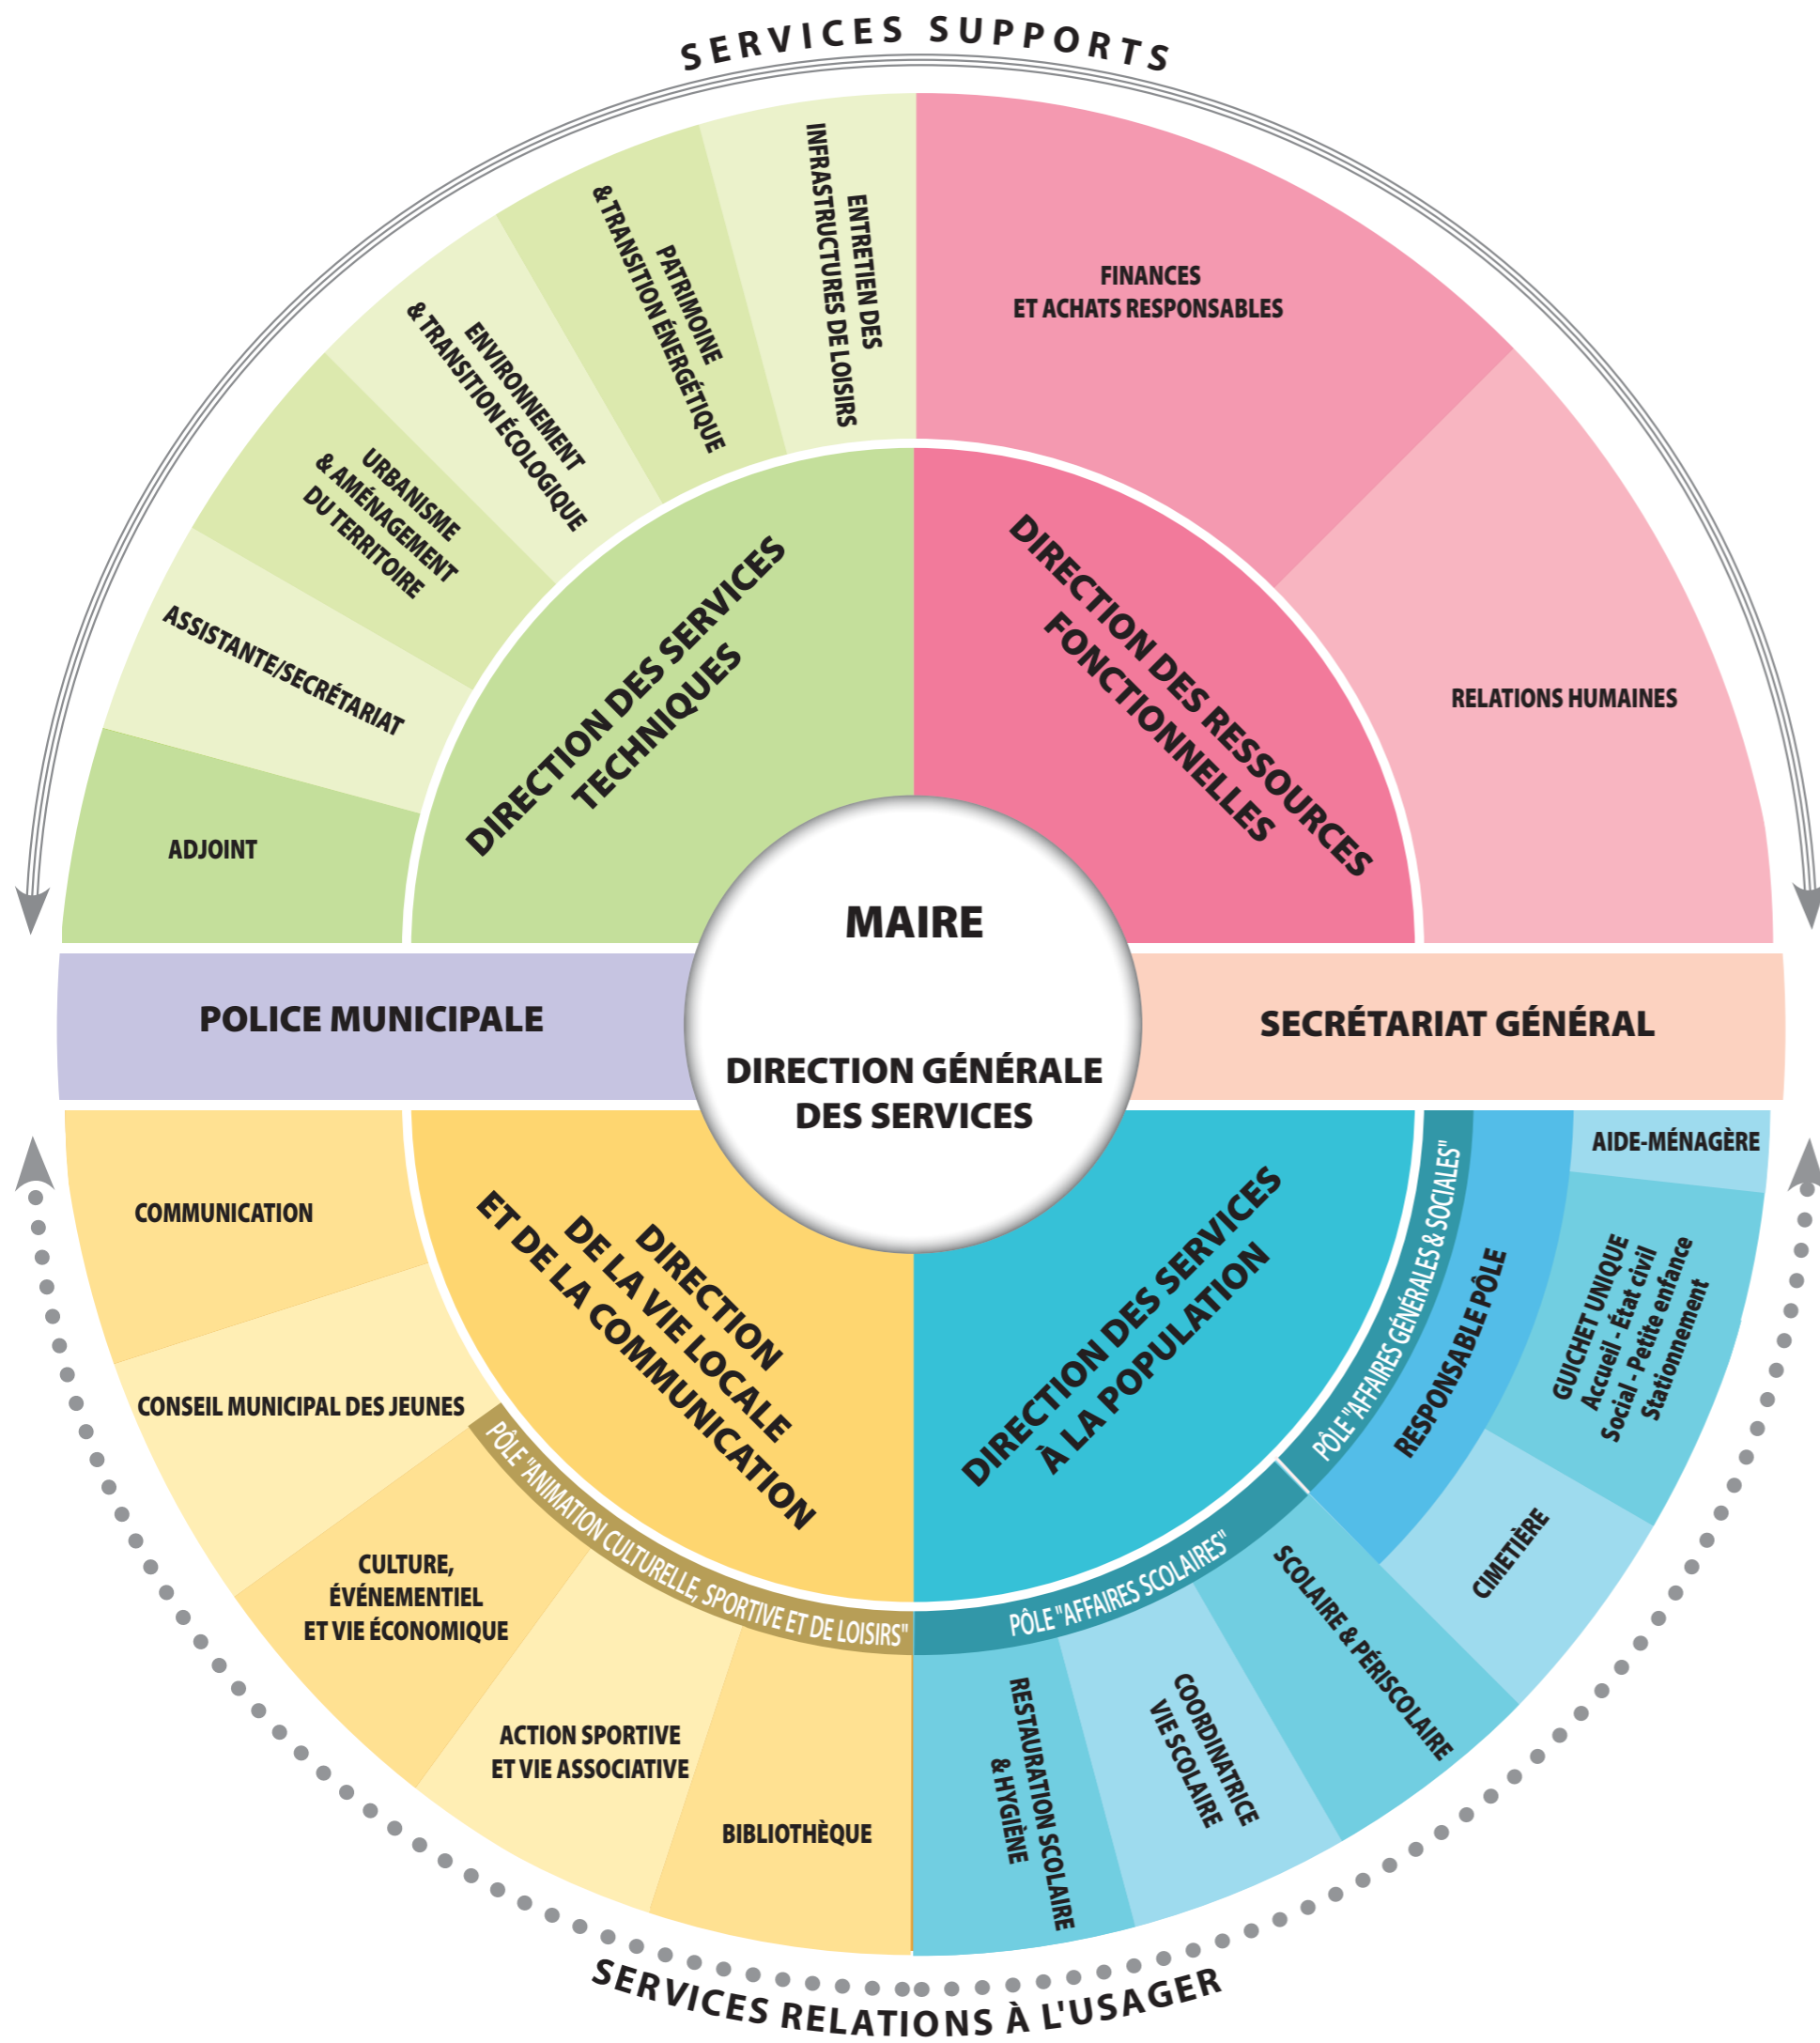 SERVICES SUPPORTS
ENTRETIEN DES
INFRASTRUCTURES DE LOISIRS
PATRIMOINE
& TRANSITION ÉNERGÉTIQUE
ENVIRONNEMENT
& TRANSITION ÉCOLOGIQUE
URBANISME
& AMÉNAGEMENT
DU TERRITOIRE
ASSISTANTE/SECRÉTARIAT
ADJOINT
DIRECTION DES SERVICES
TECHNIQUES
FINANCES
ET ACHATS RESPONSABLES
RELATIONS HUMAINES
DIRECTION DES RESSOURCES
FONCTIONNELLES
MAIRE
DIRECTION GÉNÉRALE
DES SERVICES
POLICE MUNICIPALE
SECRÉTARIAT GÉNÉRAL
COMMUNICATION
CONSEIL MUNICIPAL DES JEUNES
CULTURE,
ÉVÉNEMENTIEL
ET VIE ÉCONOMIQUE
ACTION SPORTIVE
ET VIE ASSOCIATIVE
BIBLIOTHÈQUE
PÔLE "ANIMATION CULTURELLE, SPORTIVE ET DE LOISIRS"
DIRECTION
DE LA VIE LOCALE
ET DE LA COMMUNICATION
DIRECTION DES SERVICES
À LA POPULATION
PÔLE "AFFAIRES GÉNÉRALES & SOCIALES"
RESPONSABLE PÔLE
AIDE-MÉNAGÈRE
GUICHET UNIQUE
Accueil - État civil
Social - Petite enfance
Stationnement
CIMETIÈRE
PÔLE "AFFAIRES SCOLAIRES"
SCOLAIRE & PÉRISCOLAIRE
COORDINATRICE
VIE SCOLAIRE
RESTAURATION SCOLAIRE
& HYGIÈNE
SERVICES RELATIONS À L'USAGER